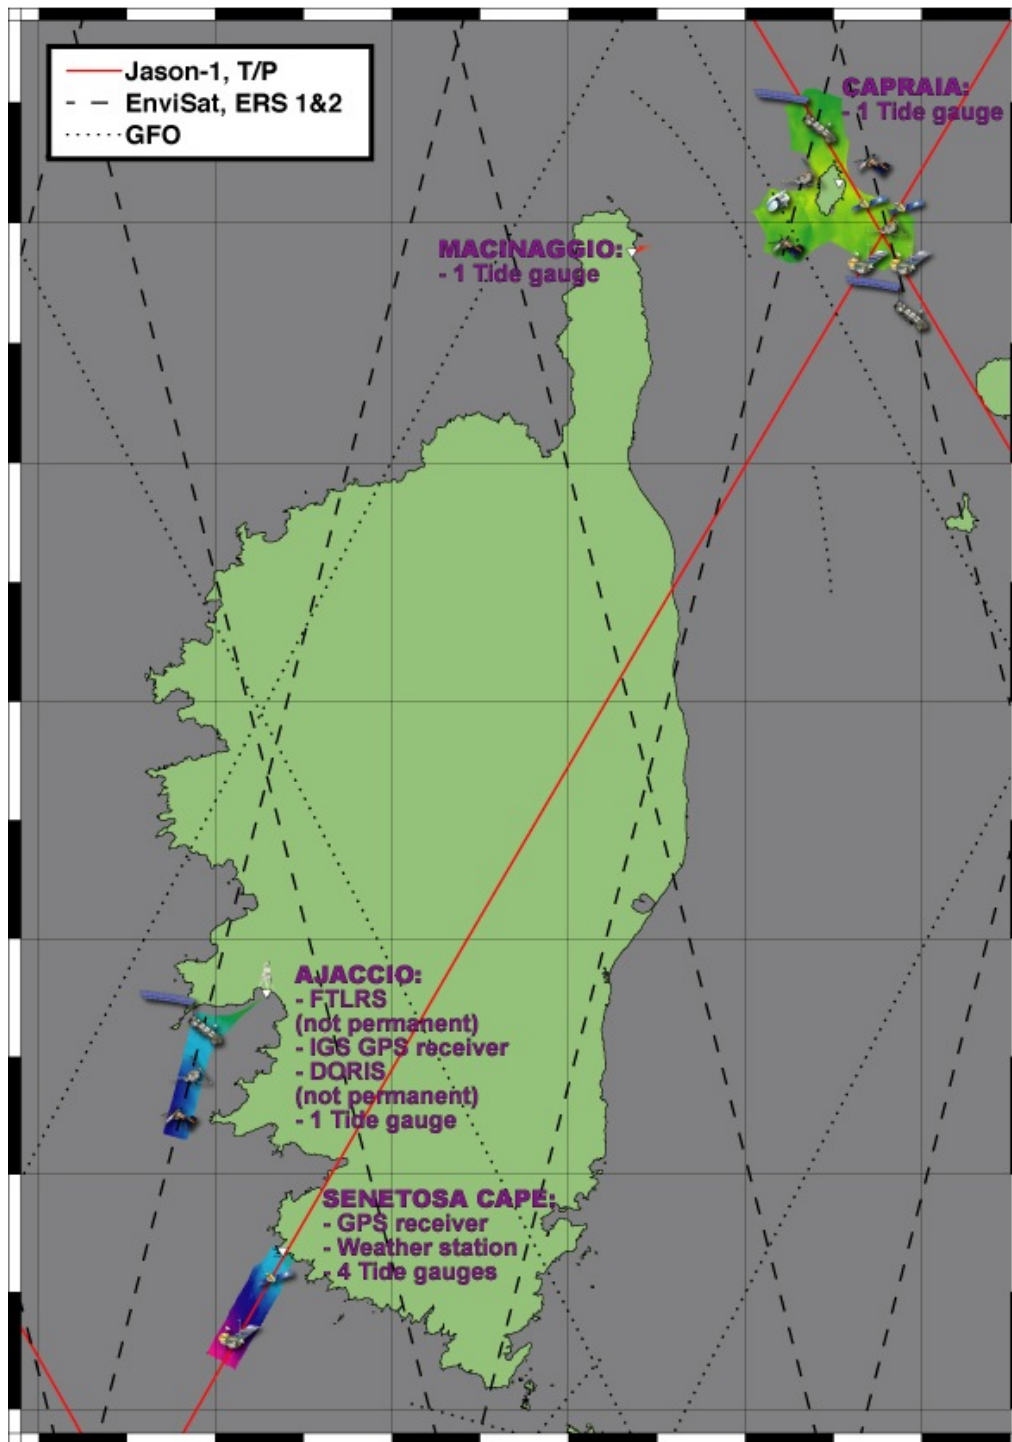 Jason-1, T/P
EnviSat, ERS 1&2
GFO
CAPRAIA:
- 1 Tide gauge
MACINAGGIO:
- 1 Tide gauge
AJACCIO:
- FTLRS
(not permanent)
- IGS GPS receiver
- DORIS
(not permanent)
- 1 Tide gauge
SENETOSA CAPE:
- GPS receiver
- Weather station
- 4 Tide gauges